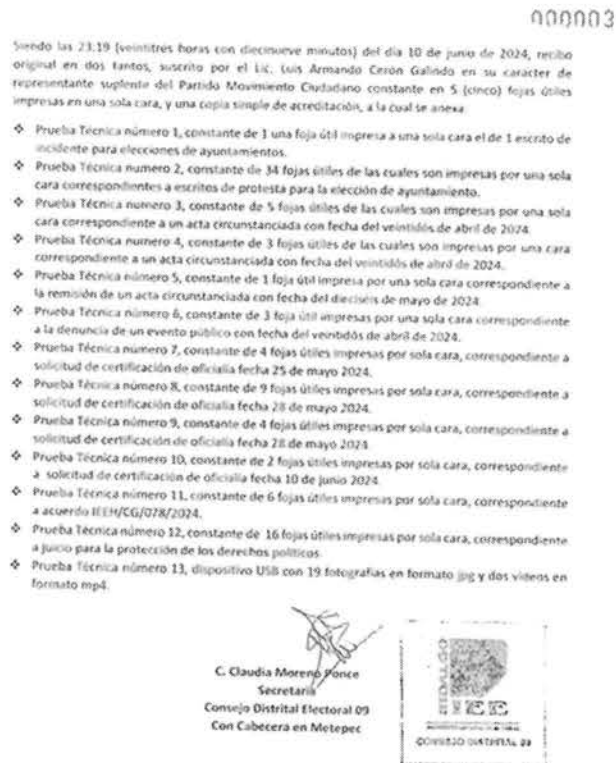 000003
Siendo las 23:19 (veintitrés horas con diecinueve minutos) del día 10 de junio de 2024, recibo
original en dos tantos, suscrito por el Lic. Luis Armando Cerón Galindo en su carácter de
representante suplente del Partido Movimiento Ciudadano constante en 5 (cinco) fojas útiles
impresas en una sola cara, y una copia simple de acreditación, a la cual se anexa:
❖ Prueba Técnica número 1, constante de 1 una foja útil impresa a una sola cara el de 1 escrito de
incidente para elecciones de ayuntamientos.
❖ Prueba Técnica numero 2, constante de 34 fojas útiles de las cuales son impresas por una sola
cara correspondientes a escritos de protesta para la elección de ayuntamiento.
❖ Prueba Técnica numero 3, constante de 5 fojas útiles de las cuales son impresas por una sola
cara correspondiente a un acta circunstanciada con fecha del veintidós de abril de 2024.
❖ Prueba Técnica numero 4, constante de 3 fojas útiles de las cuales son impresas por una cara
correspondiente a un acta circunstanciada con fecha del veintidós de abril de 2024.
❖ Prueba Técnica número 5, constante de 1 foja útil impresa por una sola cara correspondiente a
la remisión de un acta circunstanciada con fecha del dieciséis de mayo de 2024.
❖ Prueba Técnica número 6, constante de 3 foja útil impresas por una sola cara correspondiente
a la denuncia de un evento público con fecha del veintidós de abril de 2024.
❖ Prueba Técnica número 7, constante de 4 fojas útiles impresas por sola cara, correspondiente a
solicitud de certificación de oficialía fecha 25 de mayo 2024.
❖ Prueba Técnica número 8, constante de 9 fojas útiles impresas por sola cara, correspondiente a
solicitud de certificación de oficialía fecha 28 de mayo 2024.
❖ Prueba Técnica número 9, constante de 4 fojas útiles impresas por sola cara, correspondiente a
solicitud de certificación de oficialía fecha 28 de mayo 2024.
❖ Prueba Técnica número 10, constante de 2 fojas útiles impresas por sola cara, correspondiente
a solicitud de certificación de oficialía fecha 10 de junio 2024.
❖ Prueba Técnica número 11, constante de 6 fojas útiles impresas por sola cara, correspondiente
a acuerdo IEEH/CG/078/2024.
❖ Prueba Técnica número 12, constante de 16 fojas útiles impresas por sola cara, correspondiente
a juicio para la protección de los derechos políticos.
❖ Prueba Técnica número 13, dispositivo USB con 19 fotografías en formato jpg y dos videos en
formato mp4.
C. Claudia Moreno Ponce
Secretaria
Consejo Distrital Electoral 09
Con Cabecera en Metepec
HIDALGO
IEE
CONSEJO DISTRITAL 09